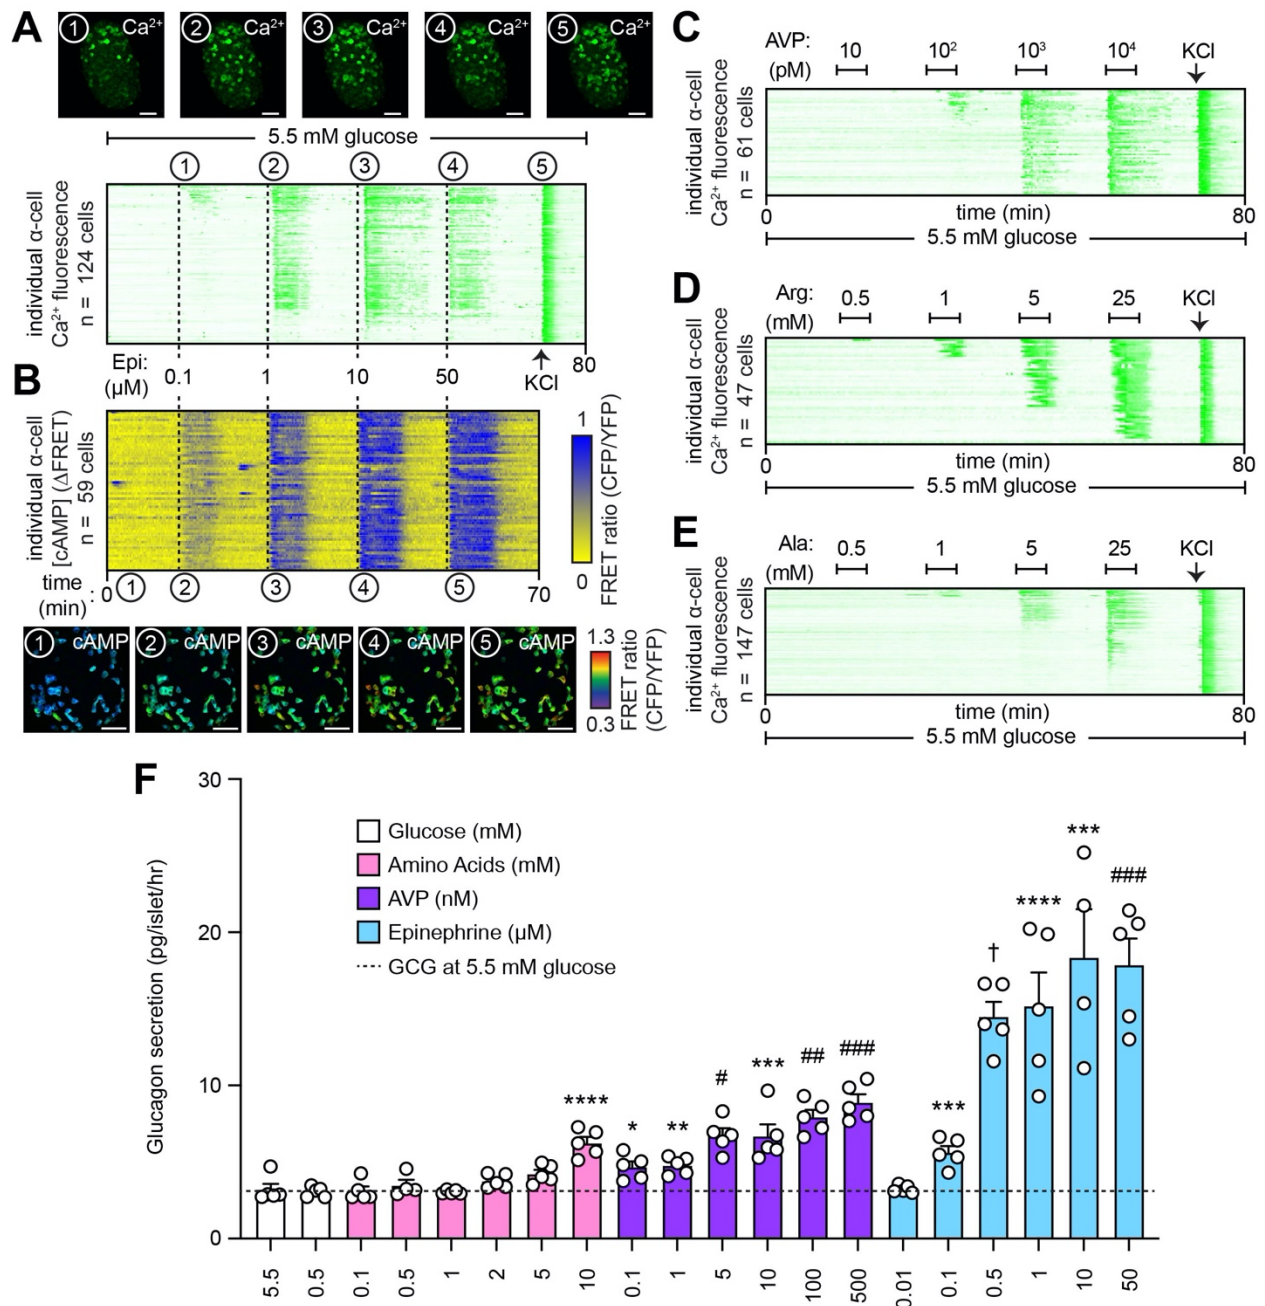 A
1 Ca²⁺ 2 Ca²⁺ 3 Ca²⁺ 4 Ca²⁺ 5 Ca²⁺
5.5 mM glucose
1 2 3 4 5
individual α-cell
Ca²⁺ fluorescence
n = 124 cells
Epi:
(μM)
0.1 1 10 50 KCl 80
B
individual α-cell
[cAMP] (ΔFRET)
n = 59 cells
1
0
FRET ratio (CFP/YFP)
time
(min) : 0 1 2 3 4 5 70
1 cAMP 2 cAMP 3 cAMP 4 cAMP 5 cAMP
1.3
0.3
FRET ratio
(CFP/YFP)
C
AVP:
(pM)
10 10² 10³ 10⁴ KCl
individual α-cell
Ca²⁺ fluorescence
n = 61 cells
0 time (min) 80
5.5 mM glucose
D
Arg:
(mM)
0.5 1 5 25 KCl
individual α-cell
Ca²⁺ fluorescence
n = 47 cells
0 time (min) 80
5.5 mM glucose
E
Ala:
(mM)
0.5 1 5 25 KCl
individual α-cell
Ca²⁺ fluorescence
n = 147 cells
0 time (min) 80
5.5 mM glucose
F
Glucagon secretion (pg/islet/hr)
30
20
10
0
Glucose (mM)
Amino Acids (mM)
AVP (nM)
Epinephrine (μM)
GCG at 5.5 mM glucose
**** * ** # *** ## ### *** † **** *** ###
5.5 0.5 0.1 0.5 1 2 5 10 0.1 1 5 10 100 500 0.01 0.1 0.5 1 10 50